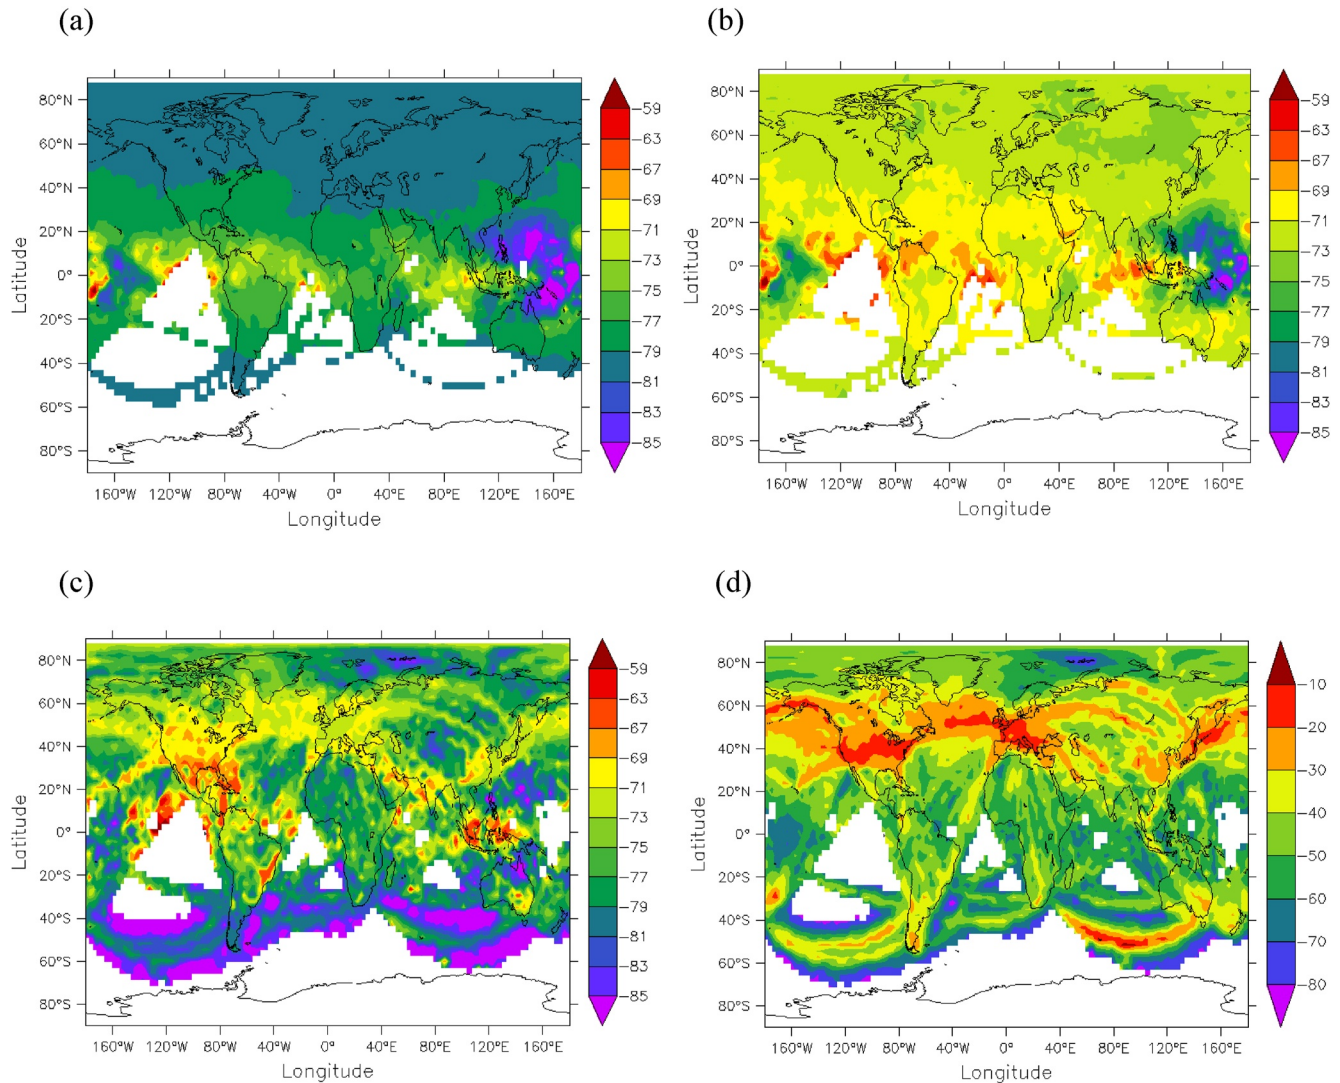 (a)
(b)
80°N
60°N
40°N
20°N
0°
20°S
40°S
60°S
80°S
Latitude
160°W 120°W 80°W 40°W 0° 40°E 80°E 120°E 160°E
Longitude
-59
-63
-67
-69
-71
-73
-75
-77
-79
-81
-83
-85
80°N
60°N
40°N
20°N
0°
20°S
40°S
60°S
80°S
Latitude
160°W 120°W 80°W 40°W 0° 40°E 80°E 120°E 160°E
Longitude
-59
-63
-67
-69
-71
-73
-75
-77
-79
-81
-83
-85
(c)
(d)
80°N
60°N
40°N
20°N
0°
20°S
40°S
60°S
80°S
Latitude
160°W 120°W 80°W 40°W 0° 40°E 80°E 120°E 160°E
Longitude
-59
-63
-67
-69
-71
-73
-75
-77
-79
-81
-83
-85
80°N
60°N
40°N
20°N
0°
20°S
40°S
60°S
80°S
Latitude
160°W 120°W 80°W 40°W 0° 40°E 80°E 120°E 160°E
Longitude
-10
-20
-30
-40
-50
-60
-70
-80